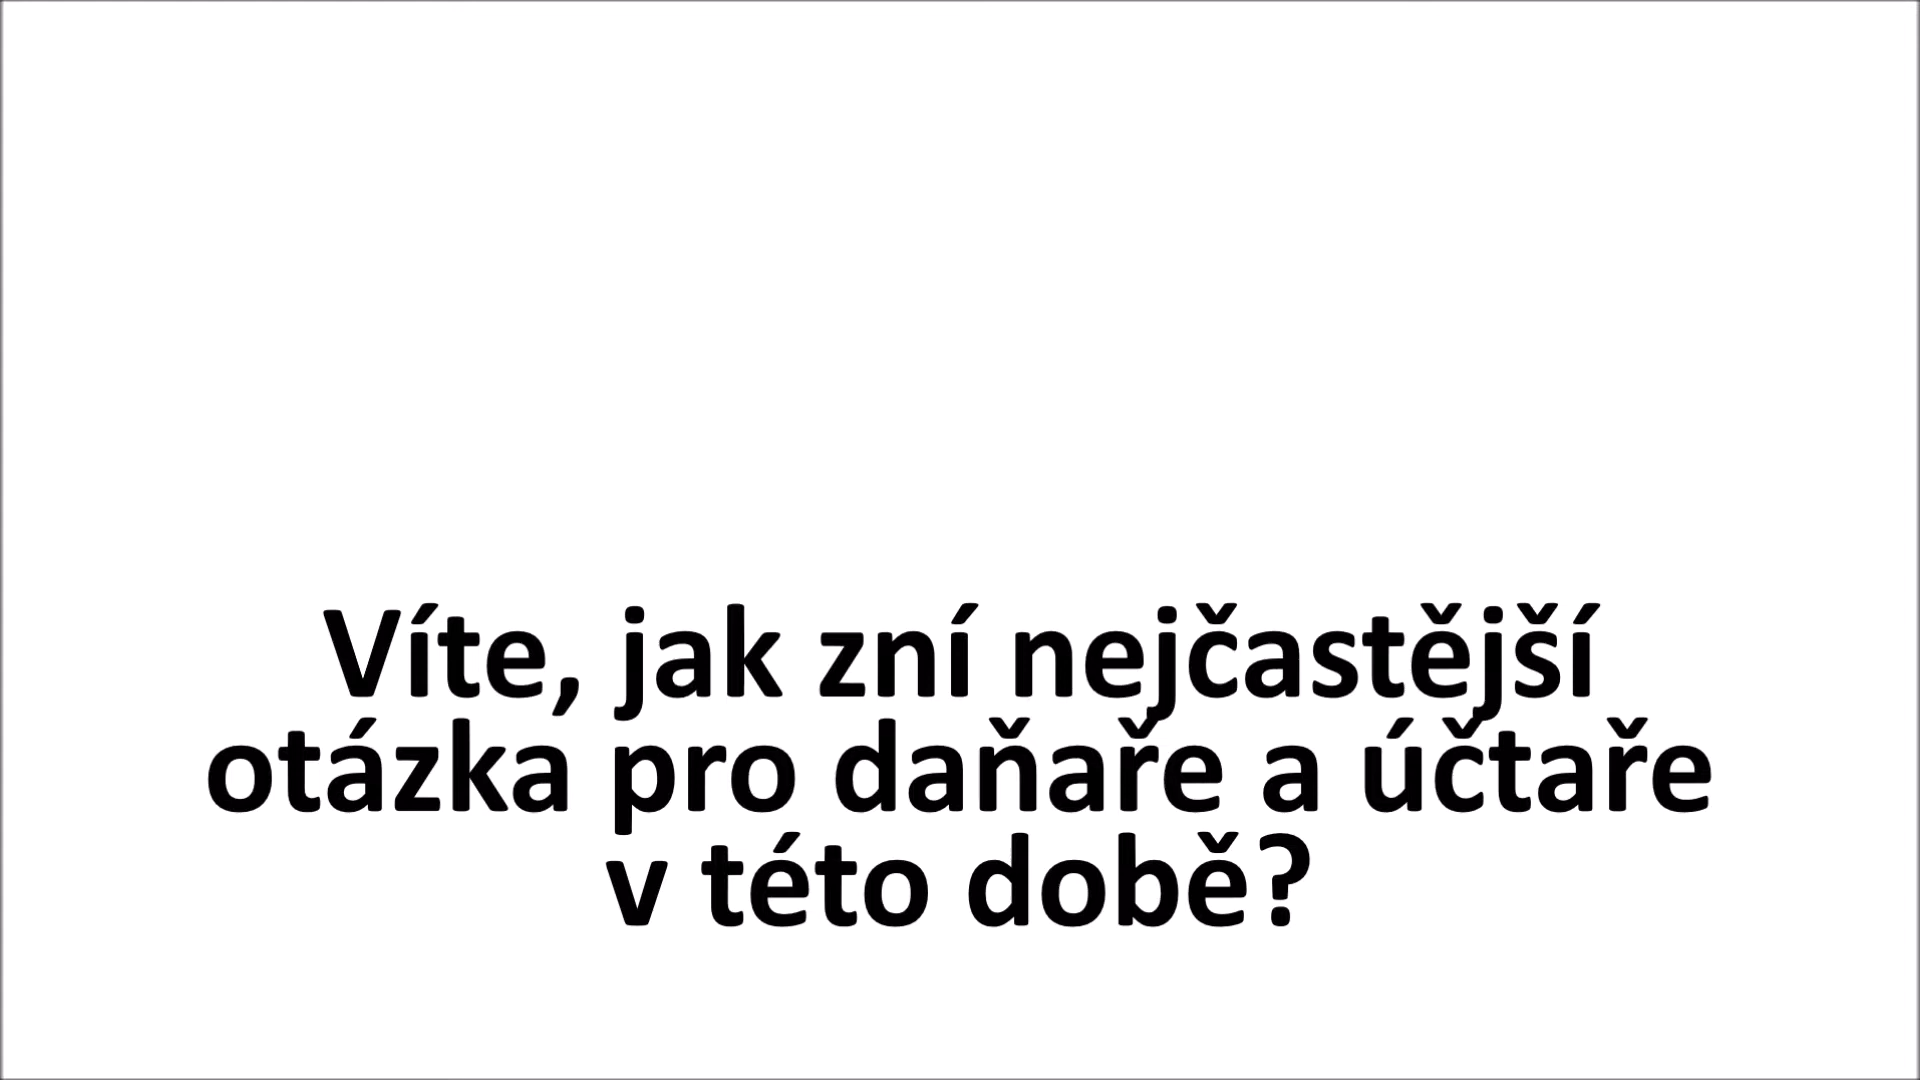 Víte, jak zní nejčastější
otázka pro daňaře a účtaře
v této době?